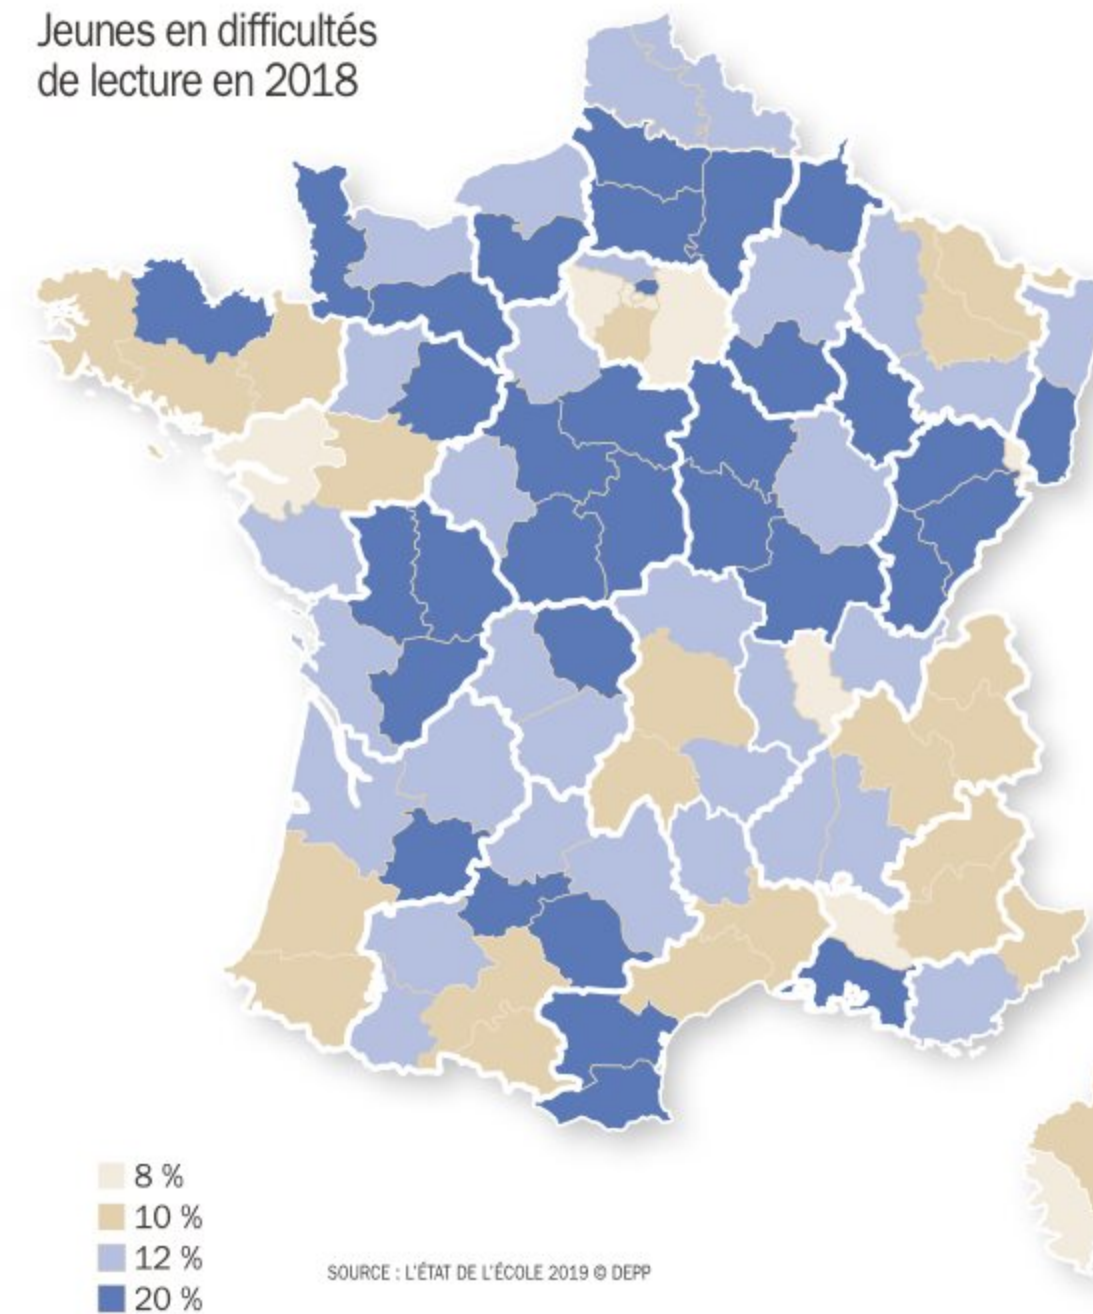 Jeunes en difficultés
de lecture en 2018
8 %
10 %
12 %
20 %
SOURCE : L'ÉTAT DE L'ÉCOLE 2019 © DEPP